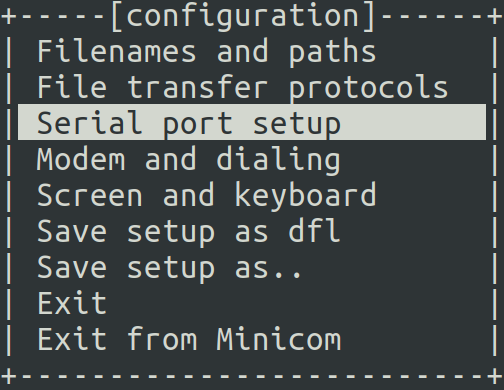 +-----[configuration]------+
| Filenames and paths      |
| File transfer protocols  |
| Serial port setup        |
| Modem and dialing        |
| Screen and keyboard      |
| Save setup as dfl        |
| Save setup as..          |
| Exit                     |
| Exit from Minicom        |
+--------------------------+